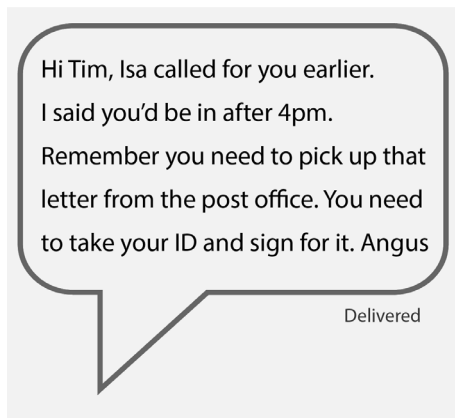 Hi Tim, Isa called for you earlier.
I said you’d be in after 4pm.
Remember you need to pick up that
letter from the post office. You need
to take your ID and sign for it. Angus
Delivered